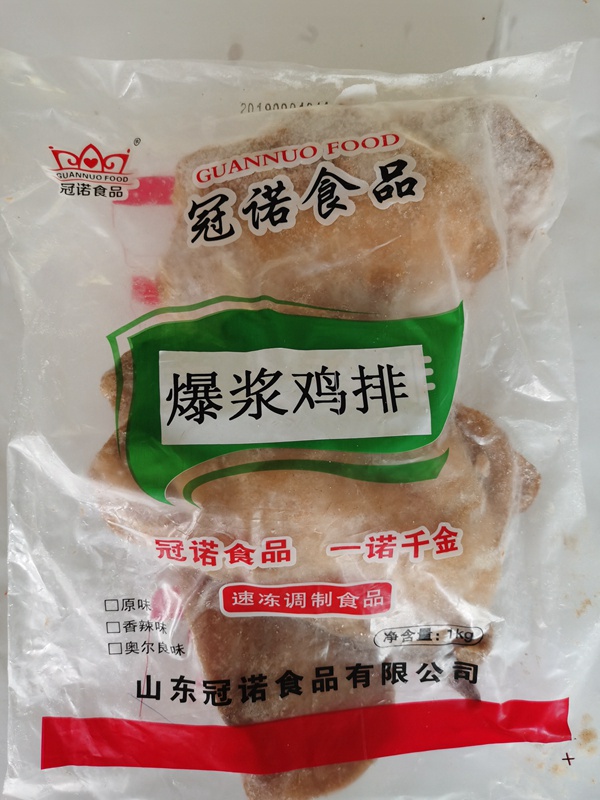 GUANNUO FOOD
冠诺食品
®
GUANNUO FOOD
冠诺食品
爆浆鸡排
冠诺食品 一诺千金
速冻调制食品
□原味
□香辣味
□奥尔良味
净含量：1kg
山东冠诺食品有限公司